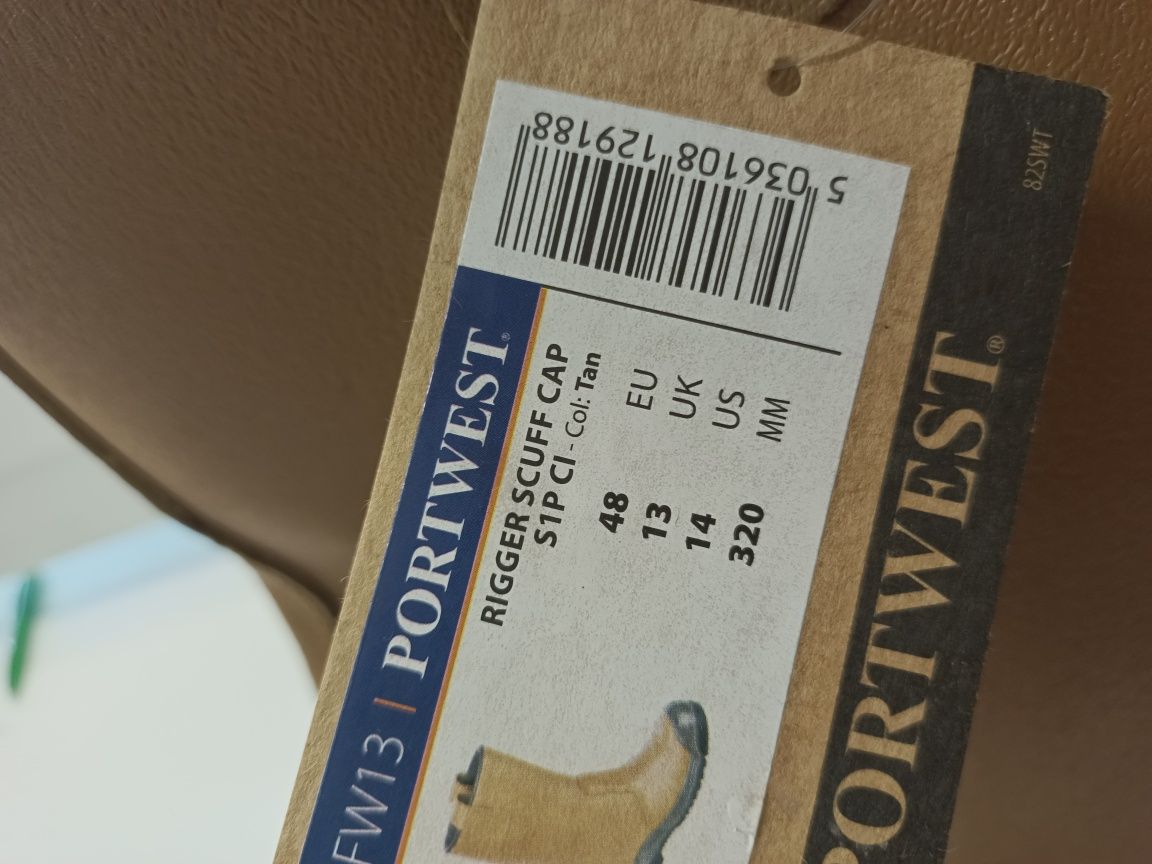 FW13 | PORTWEST®
RIGGER SCUFF CAP
S1P CI - Col: Tan
48 EU
13 UK
14 US
320 MM
5 036108 129188
PORTWEST®
82SWT